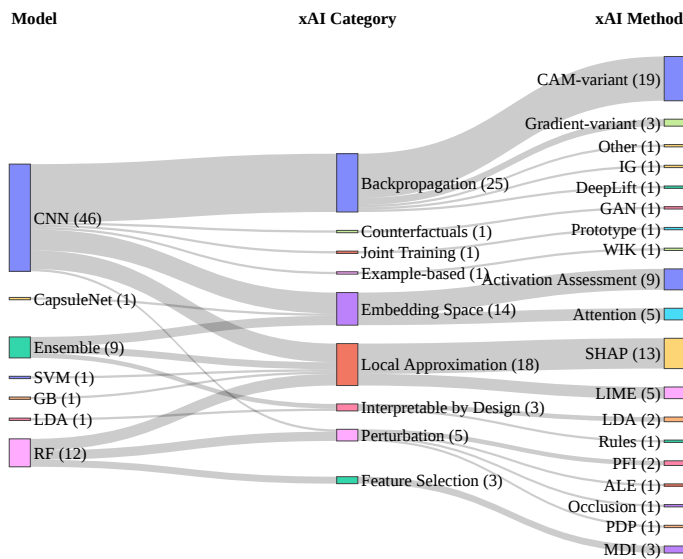 Model
xAI Category
xAI Method
CNN (46)
CapsuleNet (1)
Ensemble (9)
SVM (1)
GB (1)
LDA (1)
RF (12)
Backpropagation (25)
Counterfactuals (1)
Joint Training (1)
Example-based (1)
Embedding Space (14)
Local Approximation (18)
Interpretable by Design (3)
Perturbation (5)
Feature Selection (3)
CAM-variant (19)
Gradient-variant (3)
Other (1)
IG (1)
DeepLift (1)
GAN (1)
Prototype (1)
WIK (1)
Activation Assessment (9)
Attention (5)
SHAP (13)
LIME (5)
LDA (2)
Rules (1)
PFI (2)
ALE (1)
Occlusion (1)
PDP (1)
MDI (3)